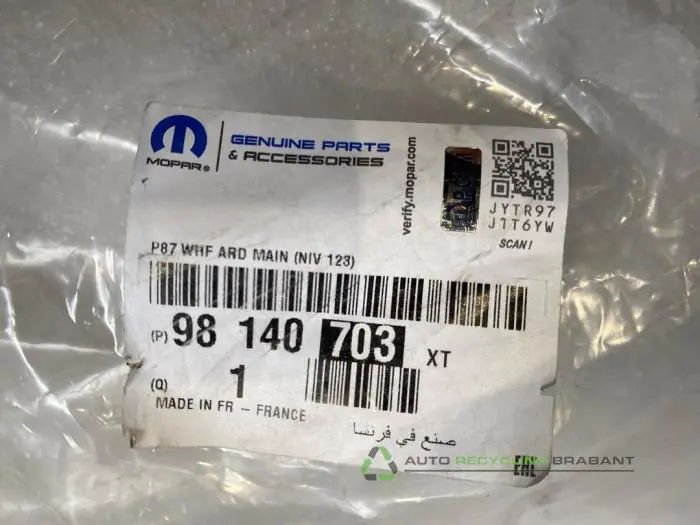 MOPAR®
GENUINE PARTS
& ACCESSORIES
verify.mopar.com
JYTR97
J1T6YW
SCAN!
P87 WHF ARD MAIN (NIV 123)
(P) 98 140 703 XT
(Q) 1
MADE IN FR - FRANCE
صنع في فرنسا
EAC
AUTO RECYCLING BRABANT